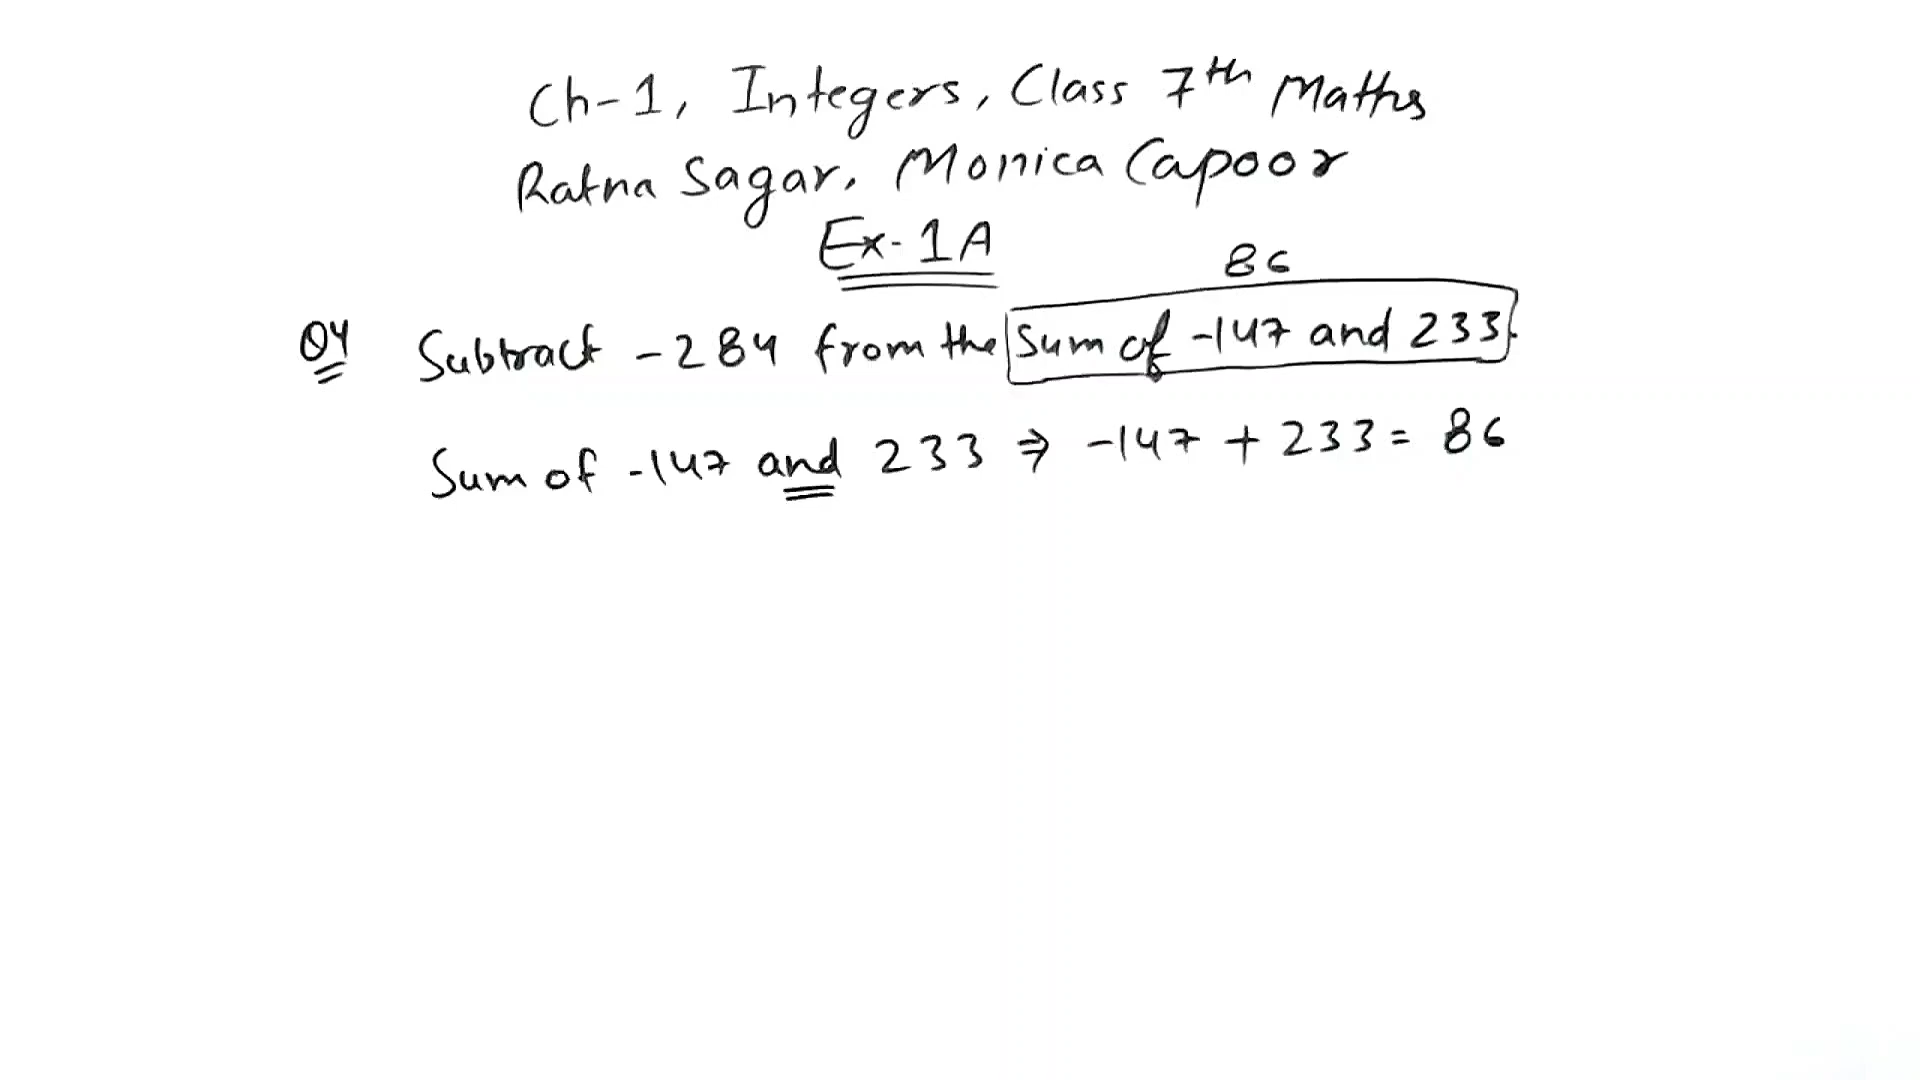 Ch-1, Integers, Class 7th Maths
Ratna Sagar, Monica Capoor
Ex-1A
86
Q4 Subtract -284 from the sum of -147 and 233.
Sum of -147 and 233 ⇒ -147 + 233 = 86